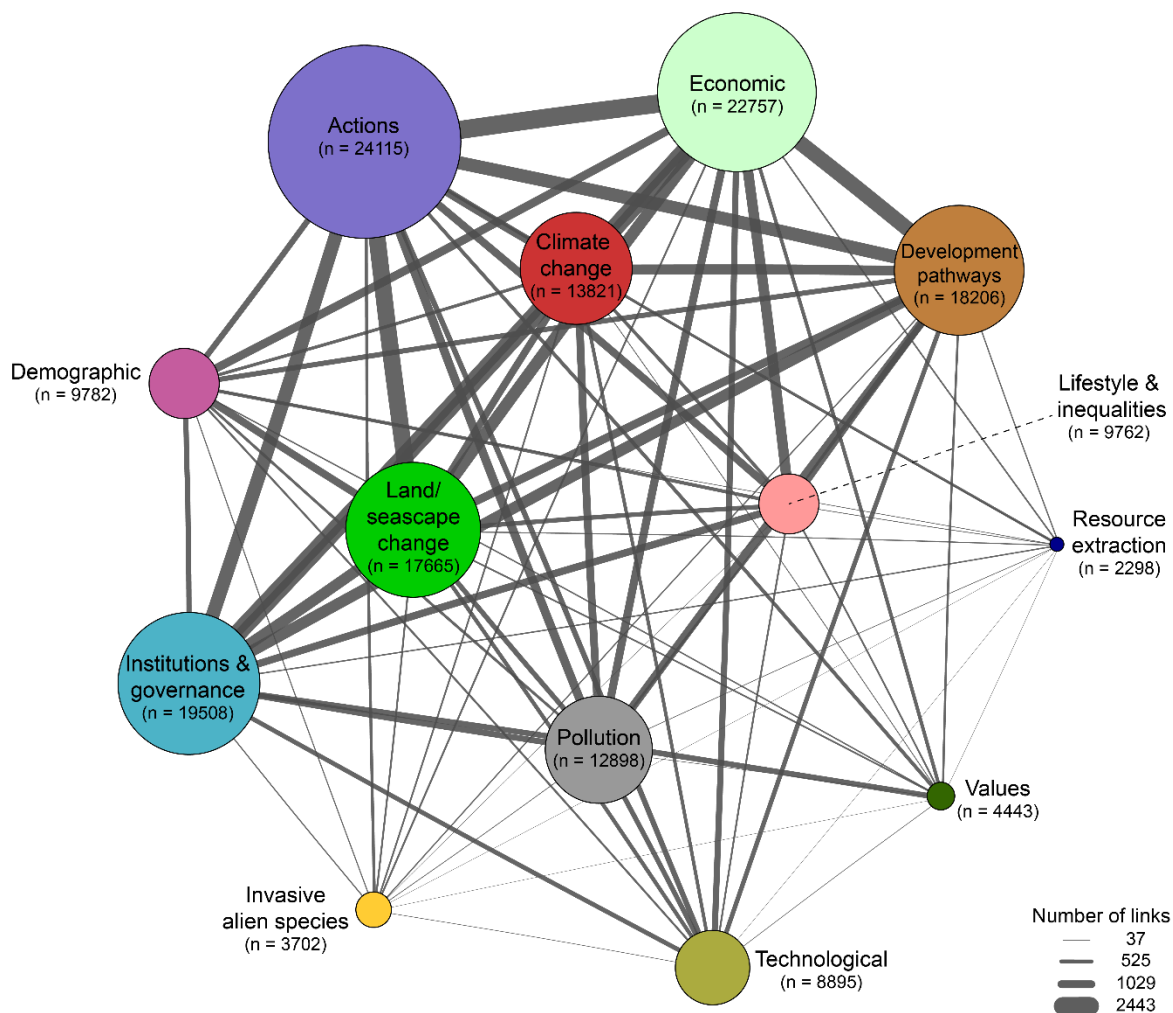 Economic
(n = 22757)
Actions
(n = 24115)
Climate
change
(n = 13821)
Development
pathways
(n = 18206)
Demographic
(n = 9782)
Lifestyle &
inequalities
(n = 9762)
Land/
seascape
change
(n = 17665)
Resource
extraction
(n = 2298)
Institutions &
governance
(n = 19508)
Pollution
(n = 12898)
Values
(n = 4443)
Invasive
alien species
(n = 3702)
Technological
(n = 8895)
Number of links
37
525
1029
2443